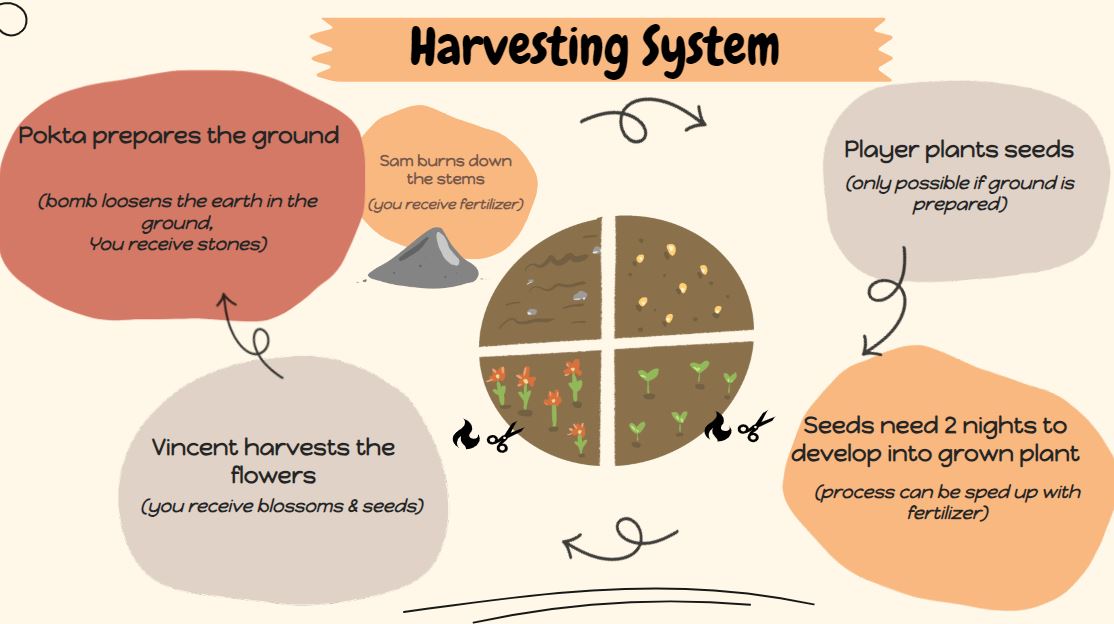 Harvesting System
Pokta prepares the ground
(bomb loosens the earth in the
ground,
You receive stones)
Sam burns down
the stems
(you receive fertilizer)
Player plants seeds
(only possible if ground is
prepared)
Vincent harvests the
flowers
(you receive blossoms & seeds)
Seeds need 2 nights to
develop into grown plant
(process can be sped up with
fertilizer)